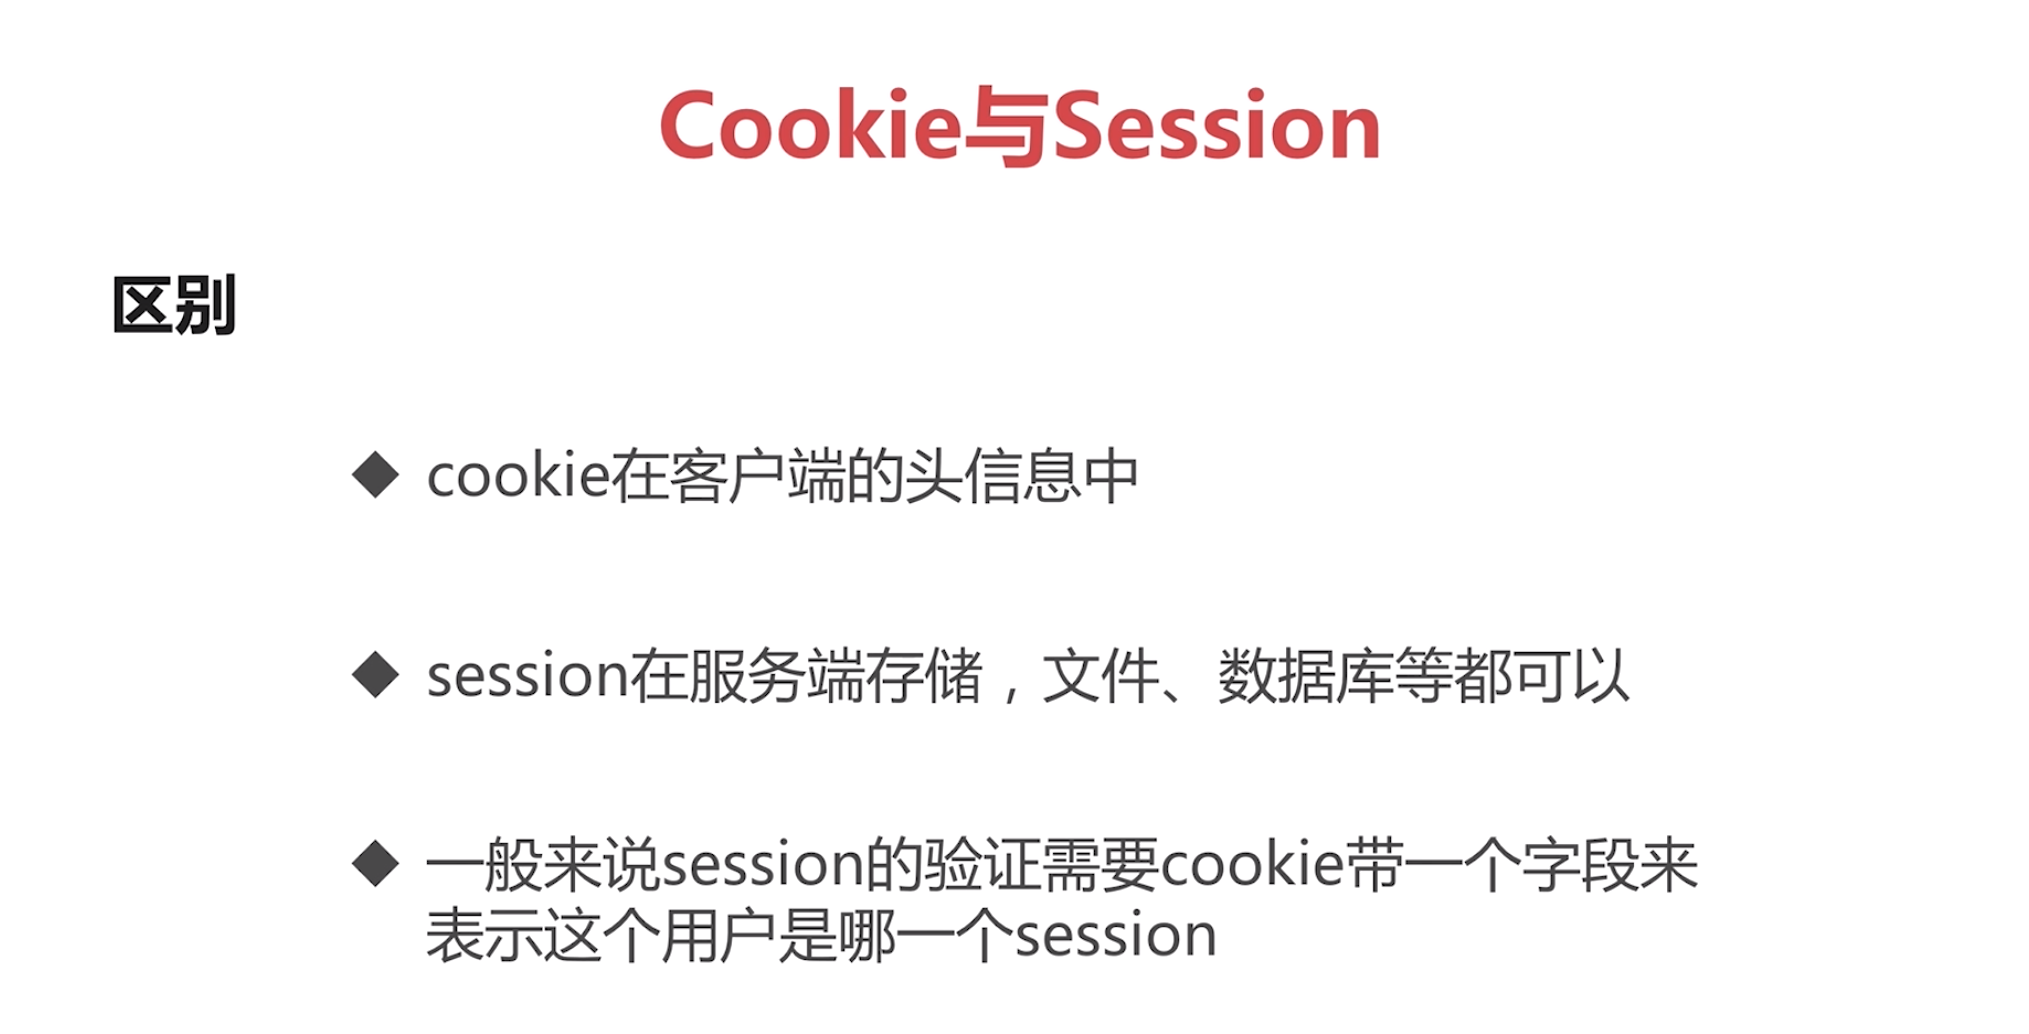 Cookie与Session
区别
◆ cookie在客户端的头信息中
◆ session在服务端存储，文件、数据库等都可以
◆ 一般来说session的验证需要cookie带一个字段来
表示这个用户是哪一个session